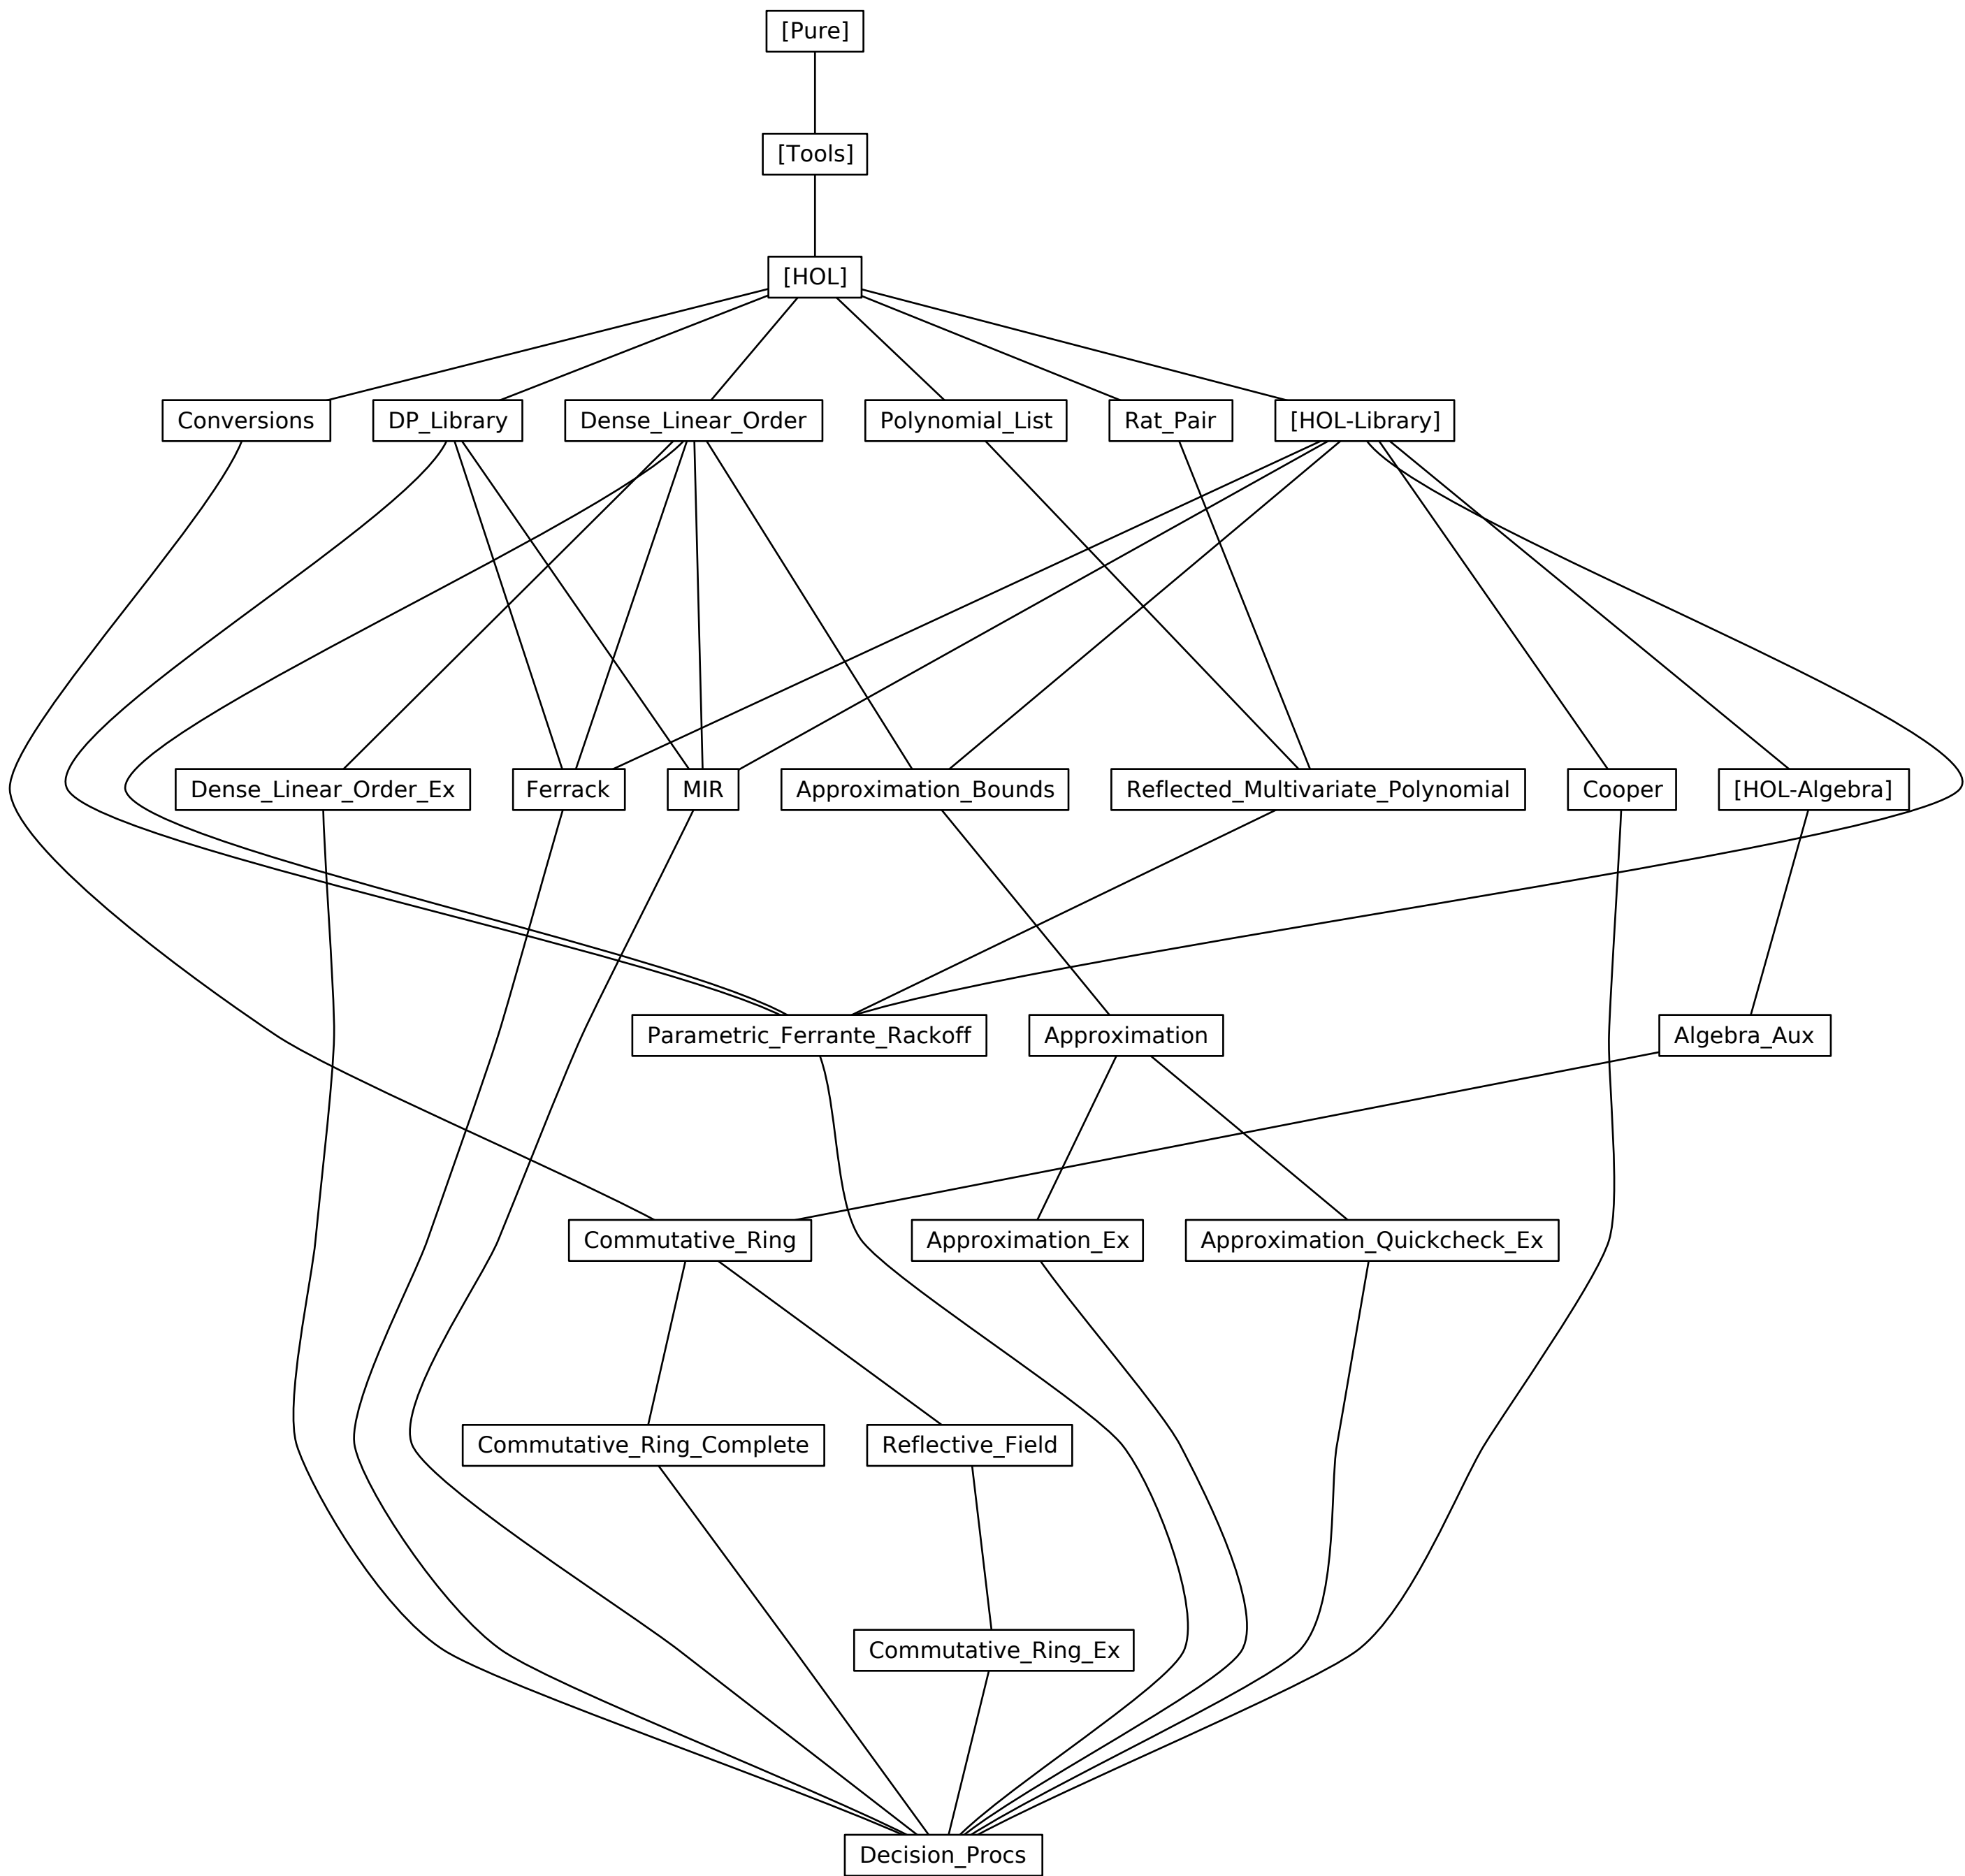 [Pure]
[Tools]
[HOL]
Conversions
DP_Library
Dense_Linear_Order
Polynomial_List
Rat_Pair
[HOL-Library]
Dense_Linear_Order_Ex
Ferrack
MIR
Approximation_Bounds
Reflected_Multivariate_Polynomial
Cooper
[HOL-Algebra]
Parametric_Ferrante_Rackoff
Approximation
Algebra_Aux
Commutative_Ring
Approximation_Ex
Approximation_Quickcheck_Ex
Commutative_Ring_Complete
Reflective_Field
Commutative_Ring_Ex
Decision_Procs